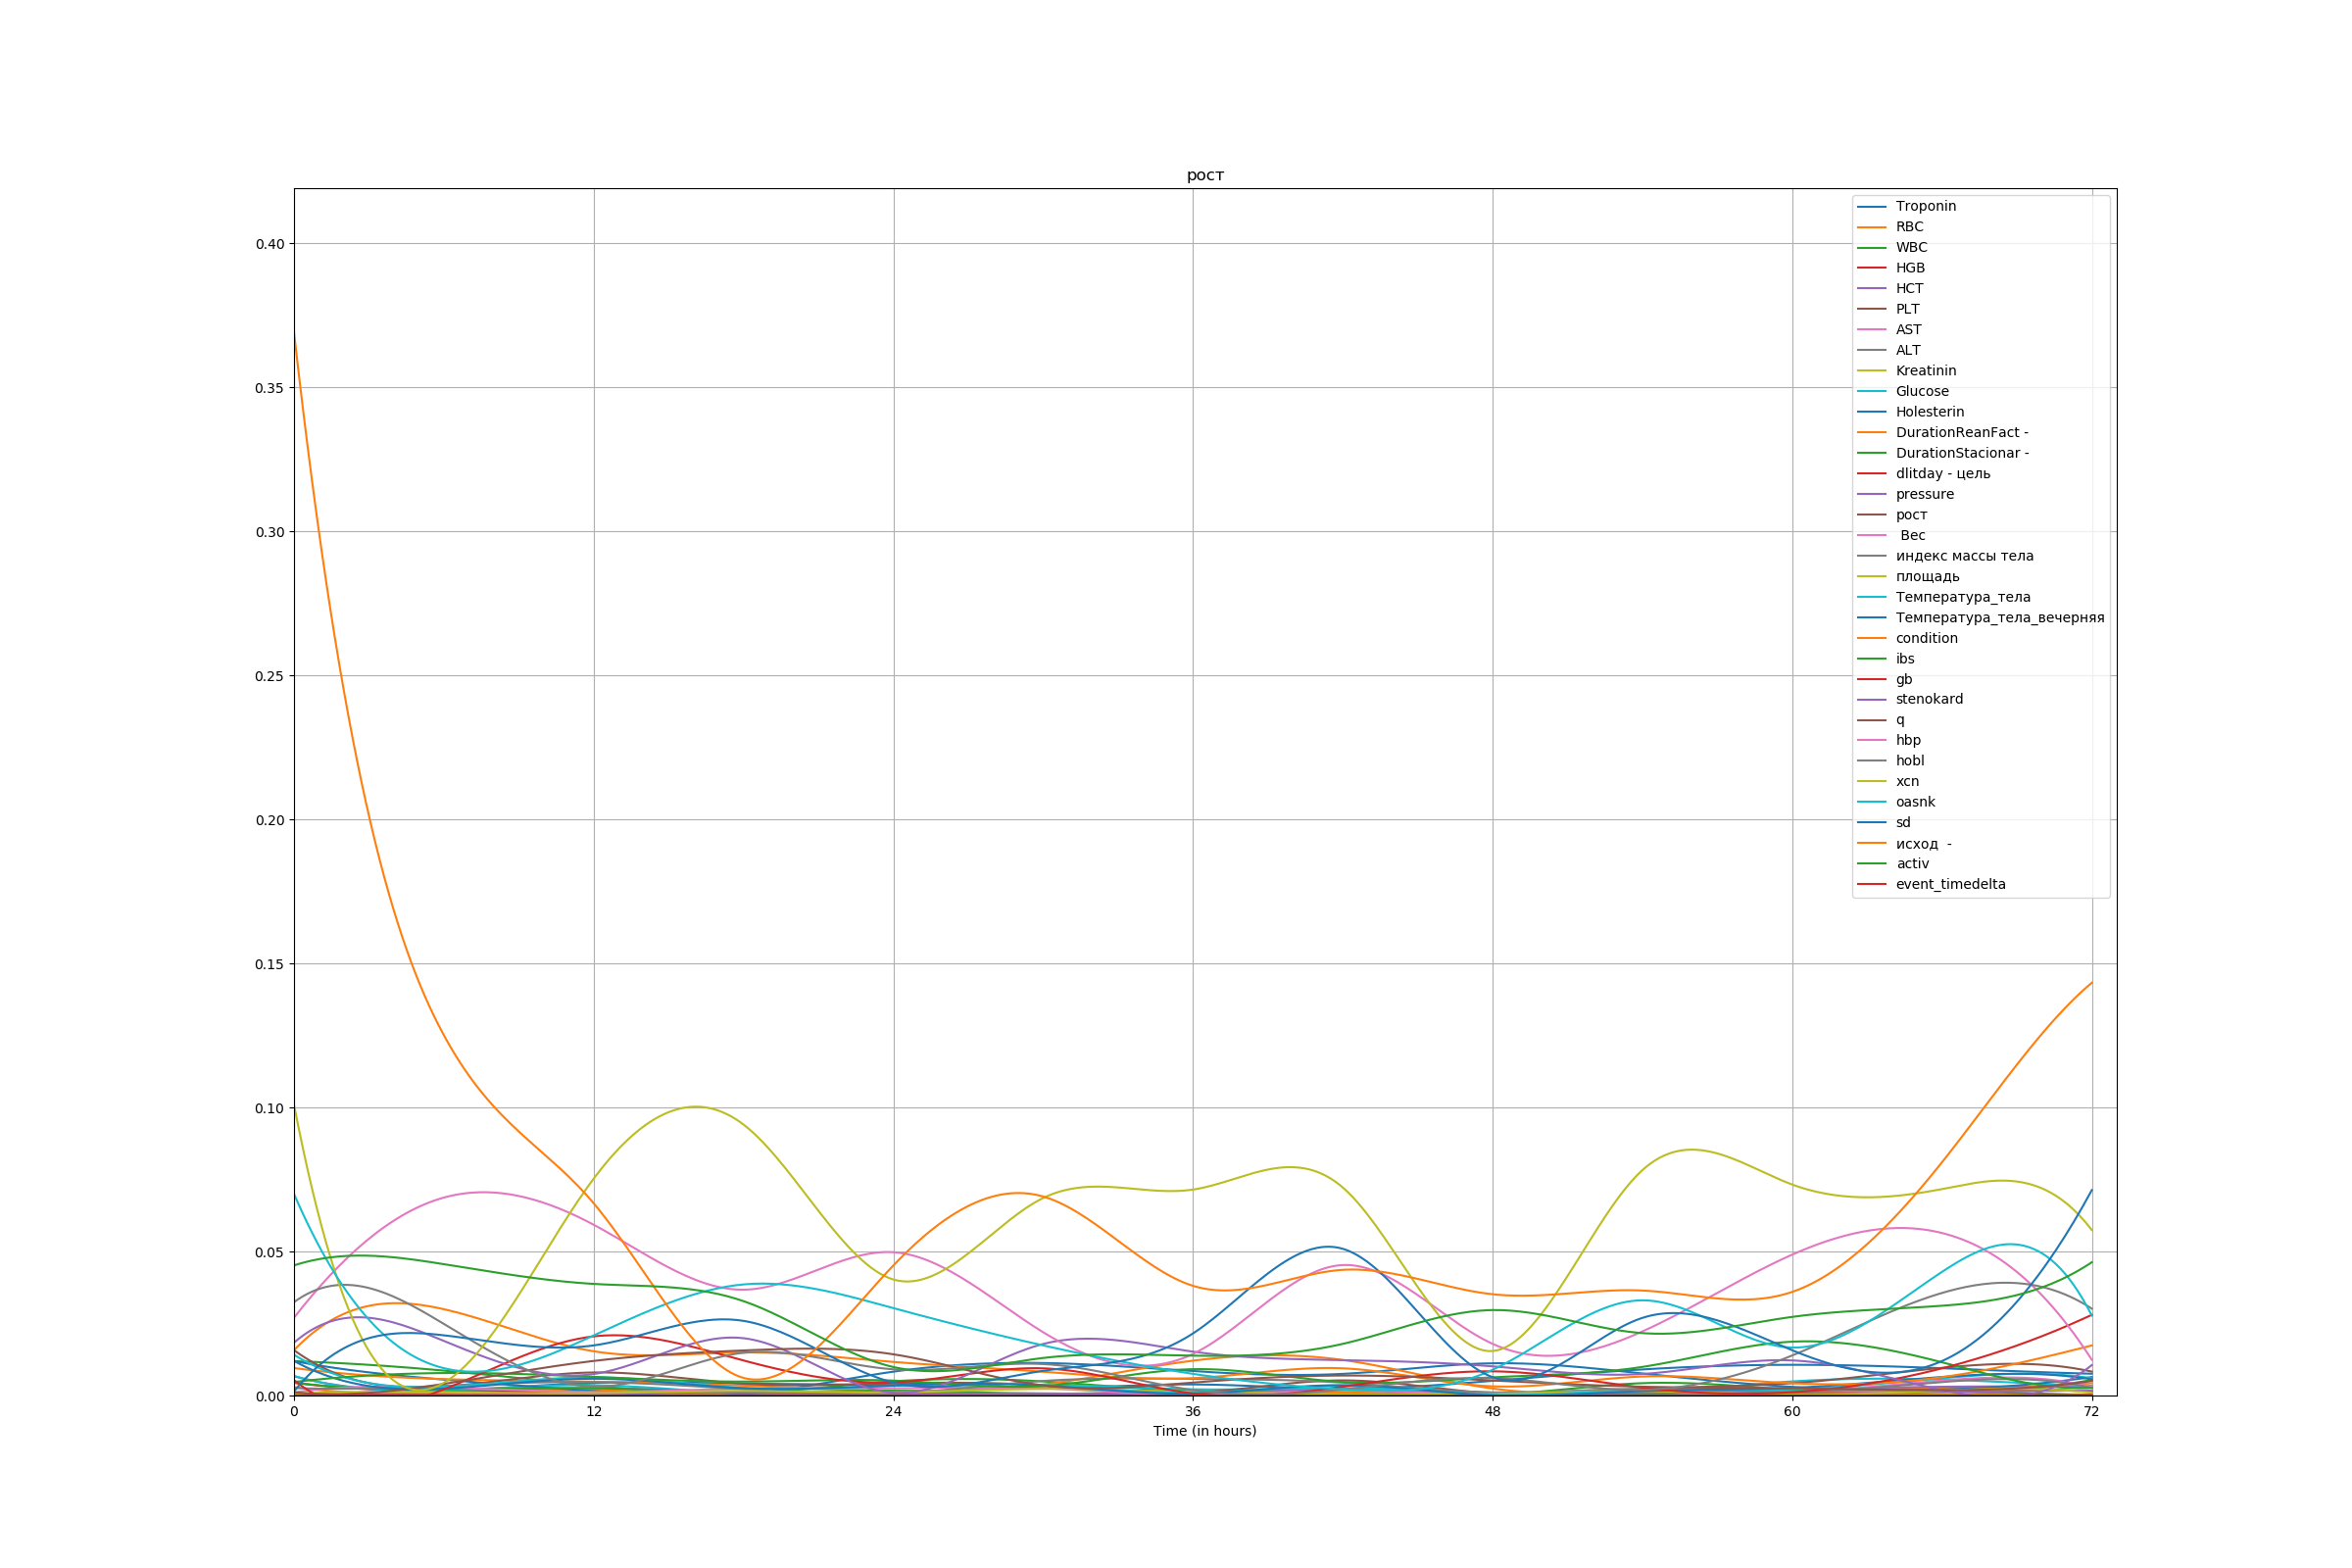 рост
0.40
0.35
0.30
0.25
0.20
0.15
0.10
0.05
0.00
0 12 24 36 48 60 72
Time (in hours)
Troponin
RBC
WBC
HGB
HCT
PLT
AST
ALT
Kreatinin
Glucose
Holesterin
DurationReanFact -
DurationStacionar -
dlitday - цель
pressure
рост
Вес
индекс массы тела
площадь
Температура_тела
Температура_тела_вечерняя
condition
ibs
gb
stenokard
q
hbp
hobl
xcn
oasnk
sd
исход  -
activ
event_timedelta